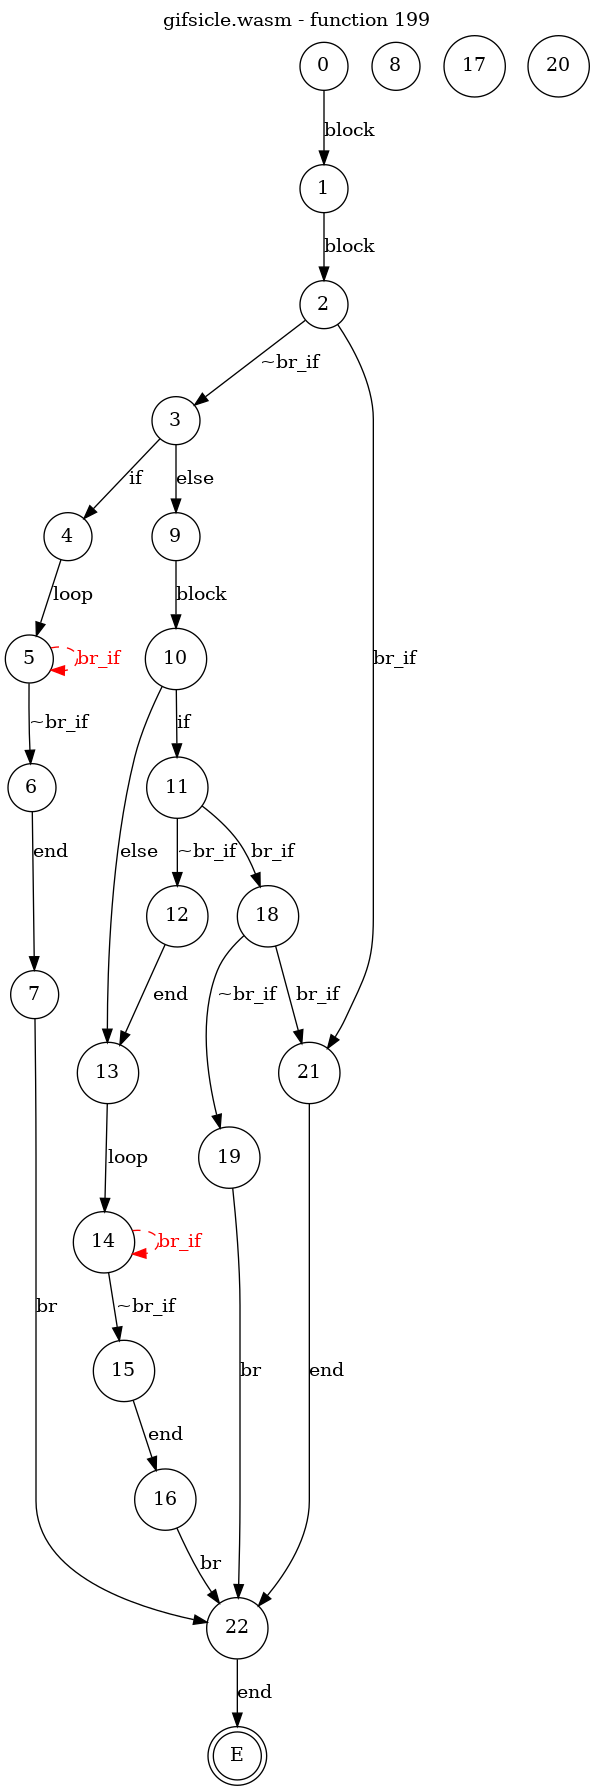 gifsicle.wasm - function 199
0 8 17 20
block
1
block
2
~br_if
3
if else
4 9
loop block
br_if
5 br_if 10
~br_if if
6 11
end else ~br_if br_if
12 18
7 end ~br_if br_if
13 21
loop 19
14 br_if
br ~br_if
15 br end
end
16
br
22
end
E